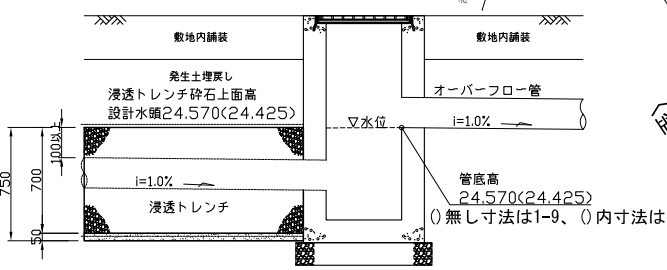 敷地内舗装
敷地内舗装
発生土埋戻し
浸透トレンチ砕石上面高
設計水頭24.570(24.425)
オーバーフロー管
▽水位
i=1.0%
100以上
750
700
50
i=1.0%
浸透トレンチ
管底高
24.570(24.425)
()無し寸法は1-9、()内寸法は